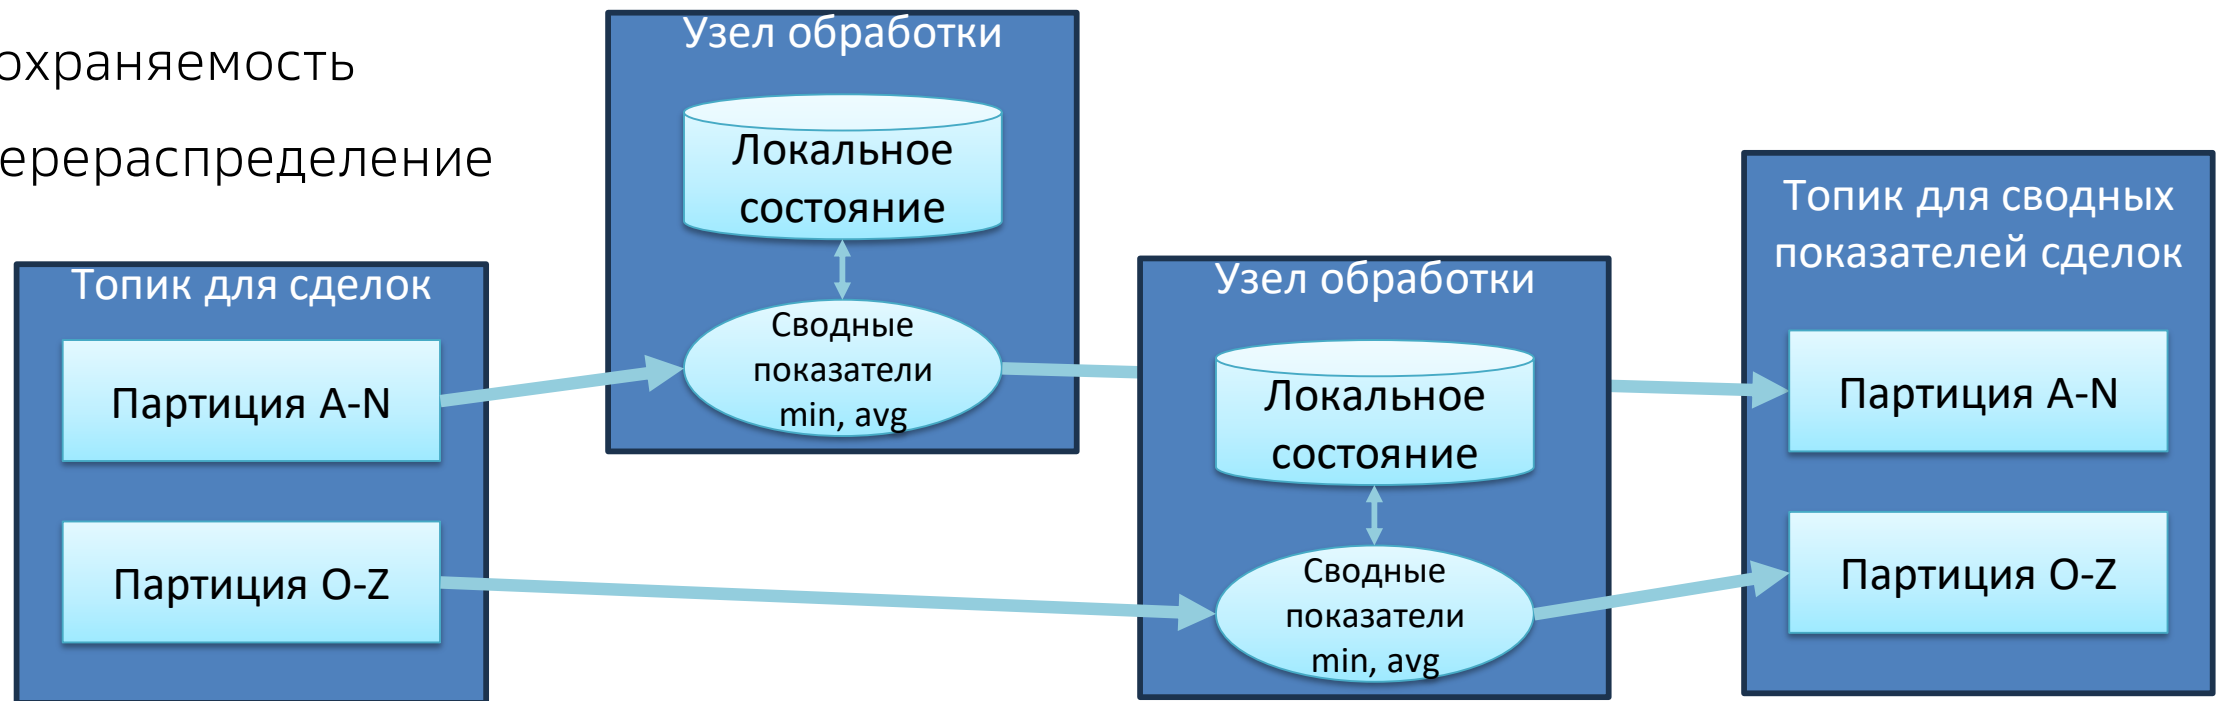 охраняемость
ерераспределение
Топик для сделок
Партиция A-N
Партиция O-Z
Узел обработки
Локальное
состояние
Сводные
показатели
min, avg
Узел обработки
Локальное
состояние
Сводные
показатели
min, avg
Топик для сводных
показателей сделок
Партиция A-N
Партиция O-Z